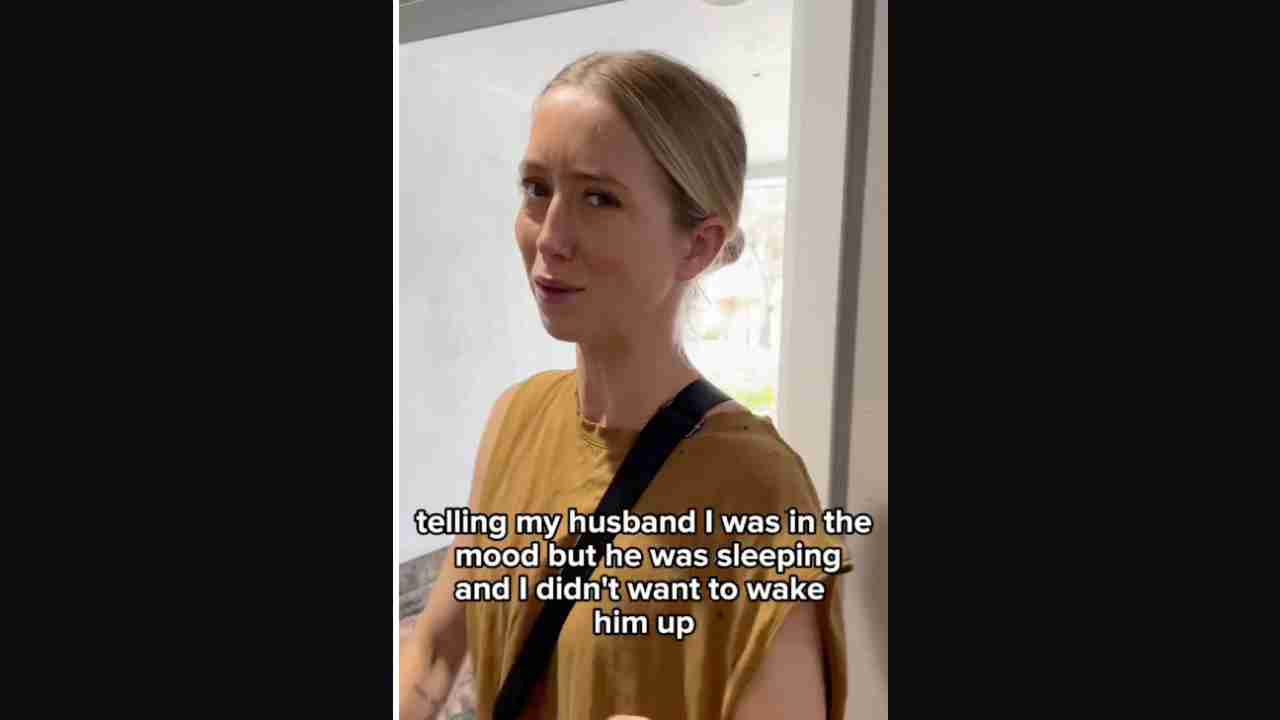 telling my husband I was in the
mood but he was sleeping
and I didn't want to wake
him up